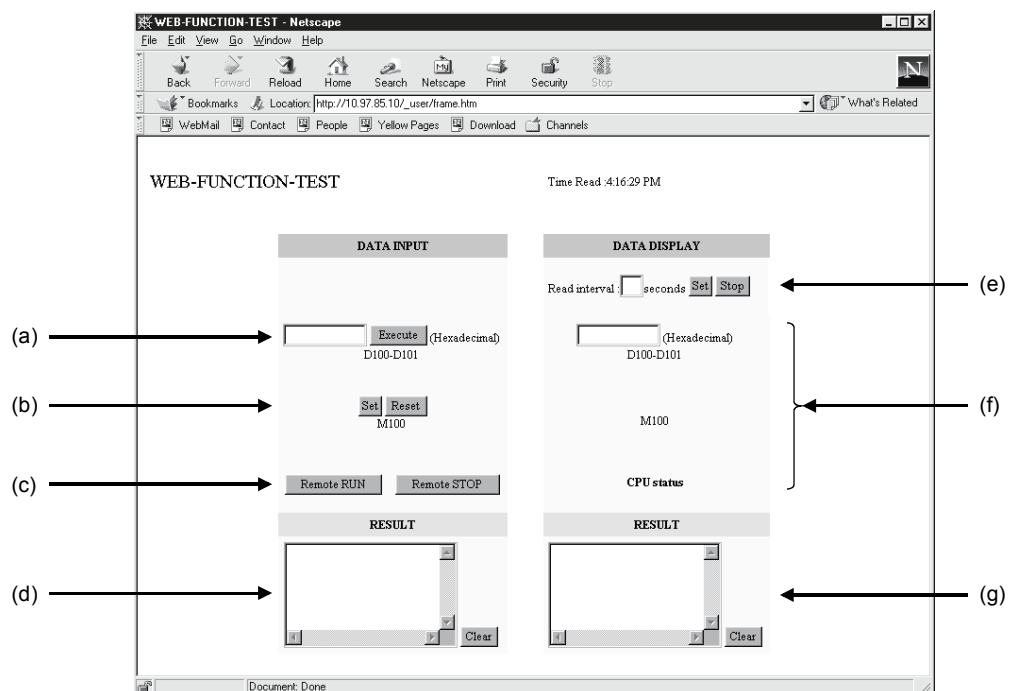 WEB-FUNCTION-TEST - Netscape
File Edit View Go Window Help
Back Forward Reload Home Search Netscape Print Security Stop
My
N
Bookmarks Location: http://10.97.85.10/_user/frame.htm What's Related
WebMail Contact People Yellow Pages Download Channels
WEB-FUNCTION-TEST
Time Read :4:16:29 PM
DATA INPUT
DATA DISPLAY
Read interval : seconds Set Stop
(e)
(a)
Execute (Hexadecimal)
D100-D101
(Hexadecimal)
D100-D101
(b)
Set Reset
M100
M100
(f)
(c)
Remote RUN Remote STOP
CPU status
RESULT
RESULT
(d)
Clear
Clear
(g)
Document: Done